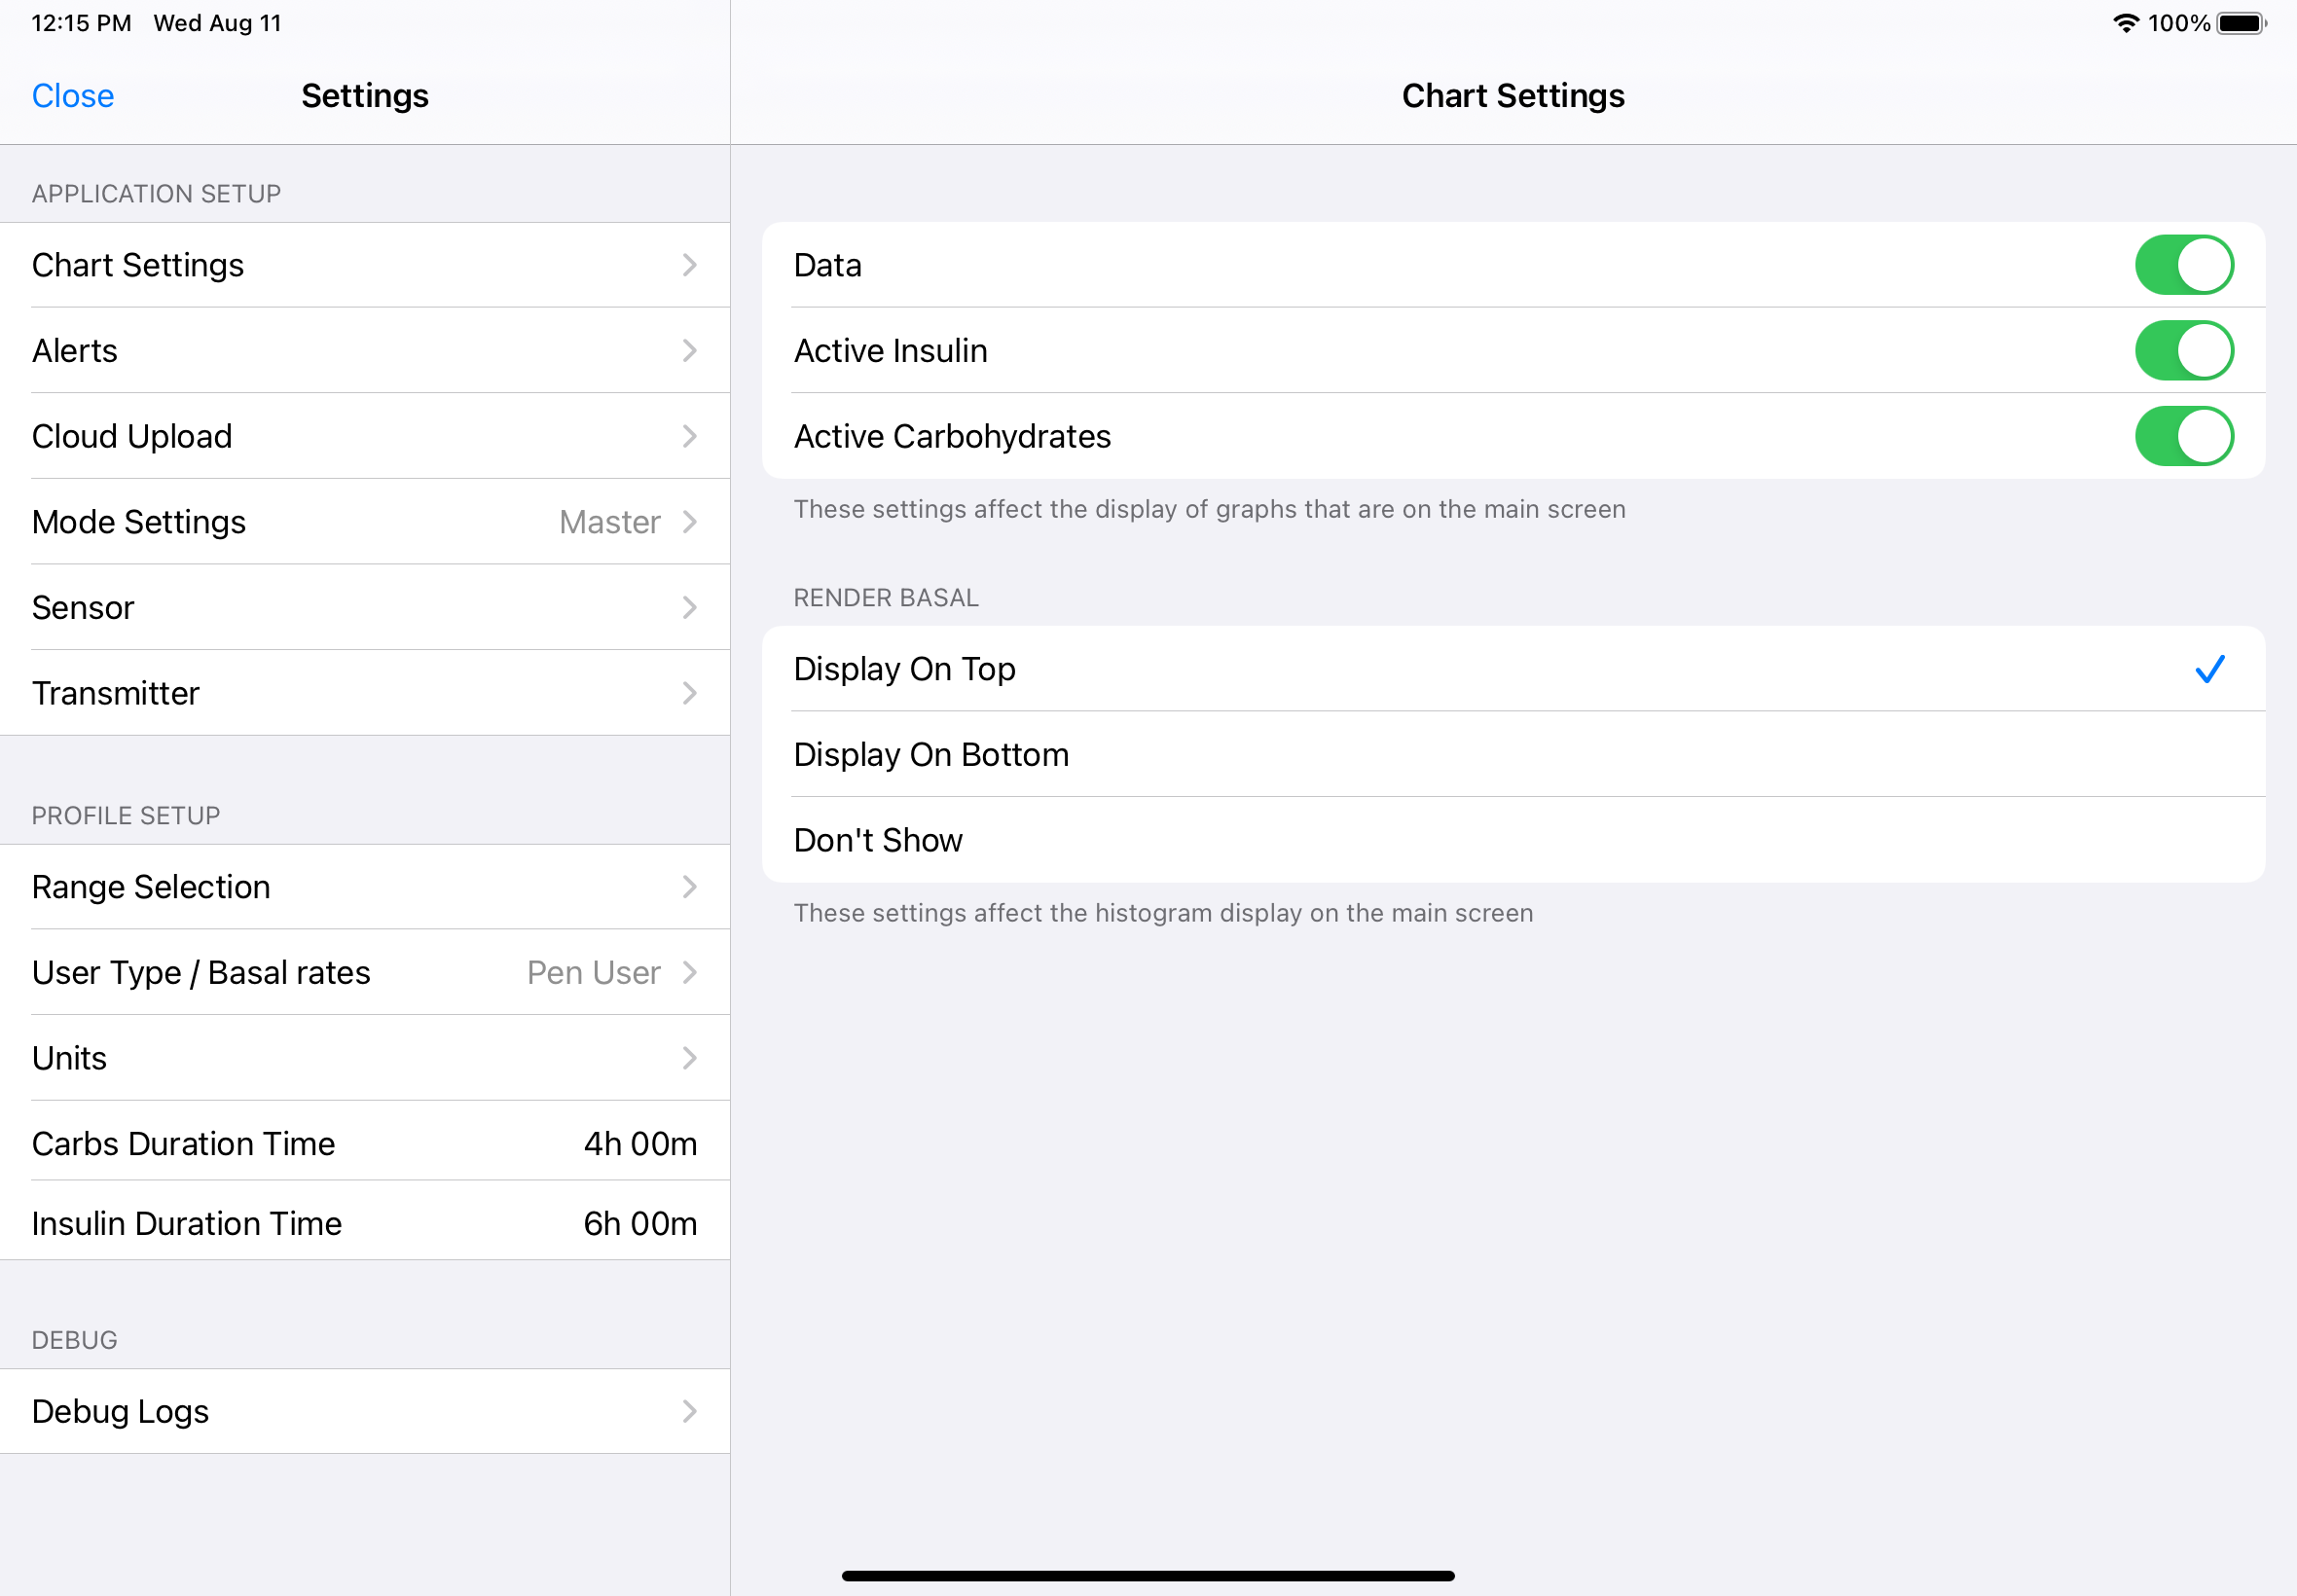 12:15 PM Wed Aug 11
100%
Close
Settings
APPLICATION SETUP
Chart Settings
Alerts
Cloud Upload
Mode Settings Master
Sensor
Transmitter
PROFILE SETUP
Range Selection
User Type / Basal rates Pen User
Units
Carbs Duration Time 4h 00m
Insulin Duration Time 6h 00m
DEBUG
Debug Logs
Chart Settings
Data
Active Insulin
Active Carbohydrates
These settings affect the display of graphs that are on the main screen
RENDER BASAL
Display On Top
Display On Bottom
Don't Show
These settings affect the histogram display on the main screen